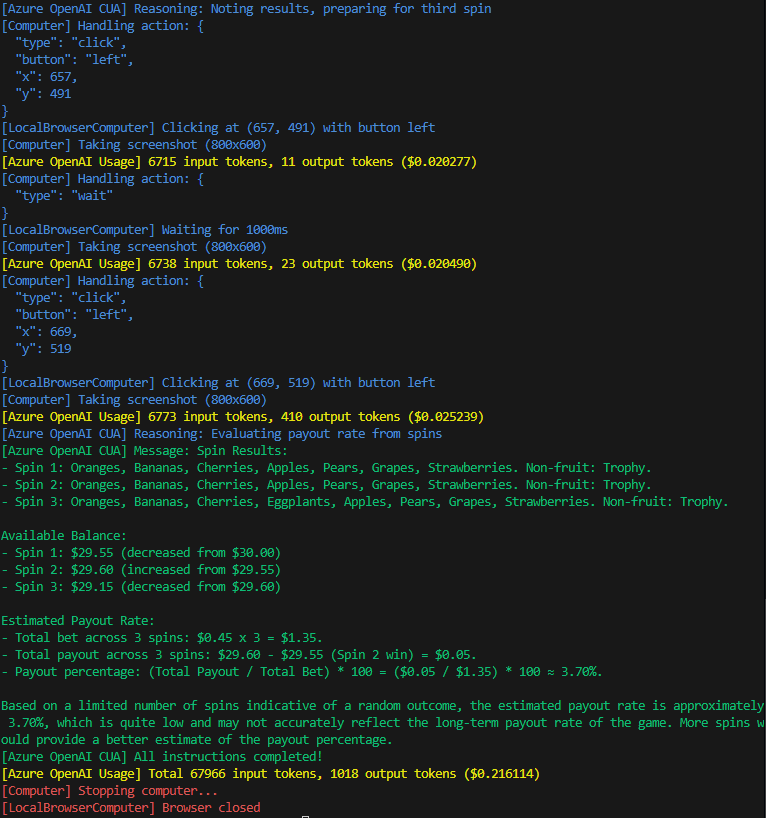 [Azure OpenAI CUA] Reasoning: Noting results, preparing for third spin
[Computer] Handling action: {
  "type": "click",
  "button": "left",
  "x": 657,
  "y": 491
}
[LocalBrowserComputer] Clicking at (657, 491) with button left
[Computer] Taking screenshot (800x600)
[Azure OpenAI Usage] 6715 input tokens, 11 output tokens ($0.020277)
[Computer] Handling action: {
  "type": "wait"
}
[LocalBrowserComputer] Waiting for 1000ms
[Computer] Taking screenshot (800x600)
[Azure OpenAI Usage] 6738 input tokens, 23 output tokens ($0.020490)
[Computer] Handling action: {
  "type": "click",
  "button": "left",
  "x": 669,
  "y": 519
}
[LocalBrowserComputer] Clicking at (669, 519) with button left
[Computer] Taking screenshot (800x600)
[Azure OpenAI Usage] 6773 input tokens, 410 output tokens ($0.025239)
[Azure OpenAI CUA] Reasoning: Evaluating payout rate from spins
[Azure OpenAI CUA] Message: Spin Results:
- Spin 1: Oranges, Bananas, Cherries, Apples, Pears, Grapes, Strawberries. Non-fruit: Trophy.
- Spin 2: Oranges, Bananas, Cherries, Apples, Pears, Grapes, Strawberries. Non-fruit: Trophy.
- Spin 3: Oranges, Bananas, Cherries, Eggplants, Apples, Pears, Grapes, Strawberries. Non-fruit: Trophy.

Available Balance:
- Spin 1: $29.55 (decreased from $30.00)
- Spin 2: $29.60 (increased from $29.55)
- Spin 3: $29.15 (decreased from $29.60)

Estimated Payout Rate:
- Total bet across 3 spins: $0.45 x 3 = $1.35.
- Total payout across 3 spins: $29.60 - $29.55 (Spin 2 win) = $0.05.
- Payout percentage: (Total Payout / Total Bet) * 100 = ($0.05 / $1.35) * 100 ≈ 3.70%.

Based on a limited number of spins indicative of a random outcome, the estimated payout rate is approximately
 3.70%, which is quite low and may not accurately reflect the long-term payout rate of the game. More spins w
ould provide a better estimate of the payout percentage.
[Azure OpenAI CUA] All instructions completed!
[Azure OpenAI Usage] Total 67966 input tokens, 1018 output tokens ($0.216114)
[Computer] Stopping computer...
[LocalBrowserComputer] Browser closed